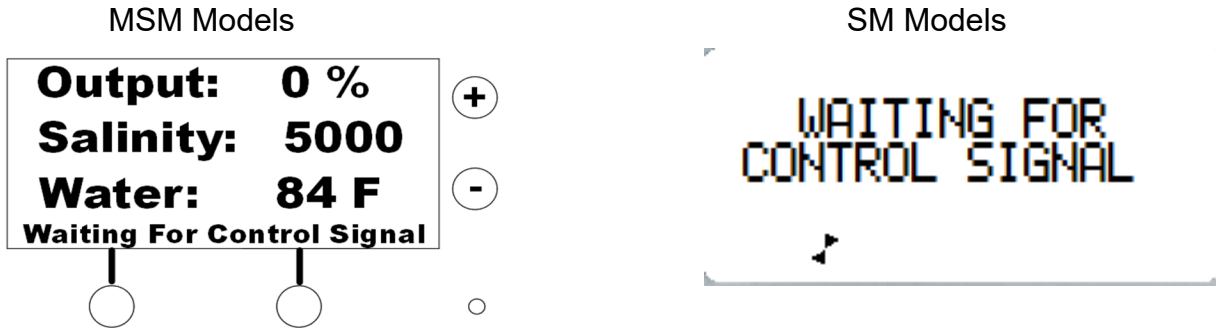 MSM Models
SM Models
Output: 0 %
Salinity: 5000
Water: 84 F
Waiting For Control Signal
+
-
WAITING FOR
CONTROL SIGNAL